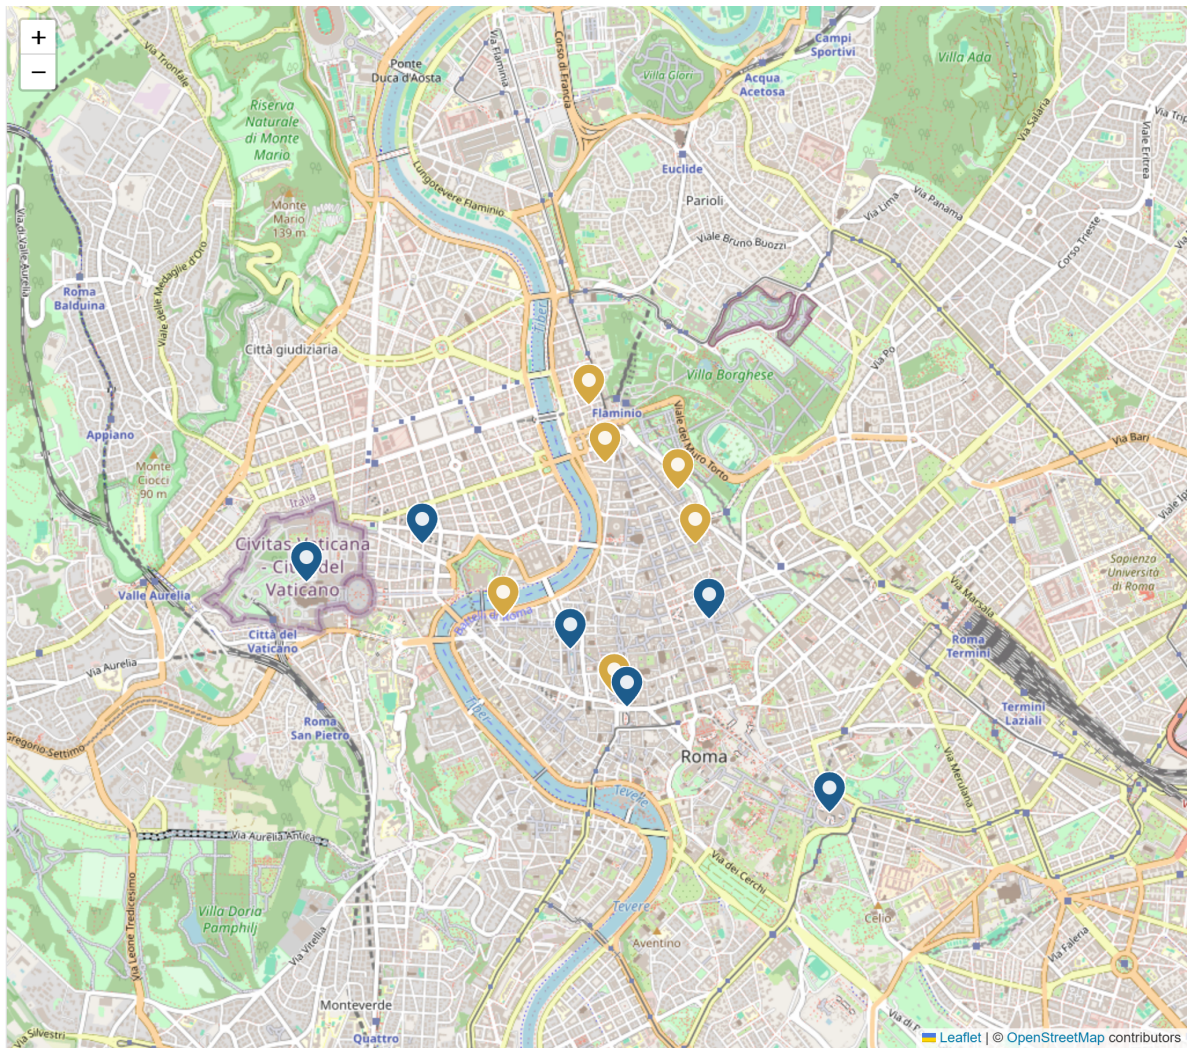 +
−
Via Trionfale
Ponte
Duca d'Aosta
Via Flaminia
Corso di Francia
Villa Glori
Campi
Sportivi
Acqua
Acetosa
Villa Ada
Via Salaria
Viale Eritrea
Riserva
Naturale
di Monte
Mario
Euclide
Lungotevere Flaminio
Parioli
Via Lima
Via Panama
Corso Trieste
Monte
Mario
139 m
Via di Valle Aurelia
Viale delle Medaglie d'Oro
Viale Bruno Buozzi
Roma
Balduina
Tiber
Città giudiziaria
Via Po
Villa Borghese
Flaminio
Viale del Muro Torto
Appiano
Via Bari
Monte
Ciocci
90 m
Italia
Civitas Vaticana
- Città del
Vaticano
Sapienza
Università
di Roma
Valle Aurelia
Via Marsala
Città del
Vaticano
Roma
Termini
Via Aurelia
Tiber
Termini
Laziali
Roma
San Pietro
Gregorio Settimo
Roma
Via Merulana
Tevere
Via Aurelia Antica
Via dei Cerchi
Via Leone Tredicesimo
Villa Doria
Pamphilj
Tevere
Celio
Via Vitellia
Aventino
Via Faleria
Monteverde
Via Silvestri
Quattro
Leaflet | © OpenStreetMap contributors